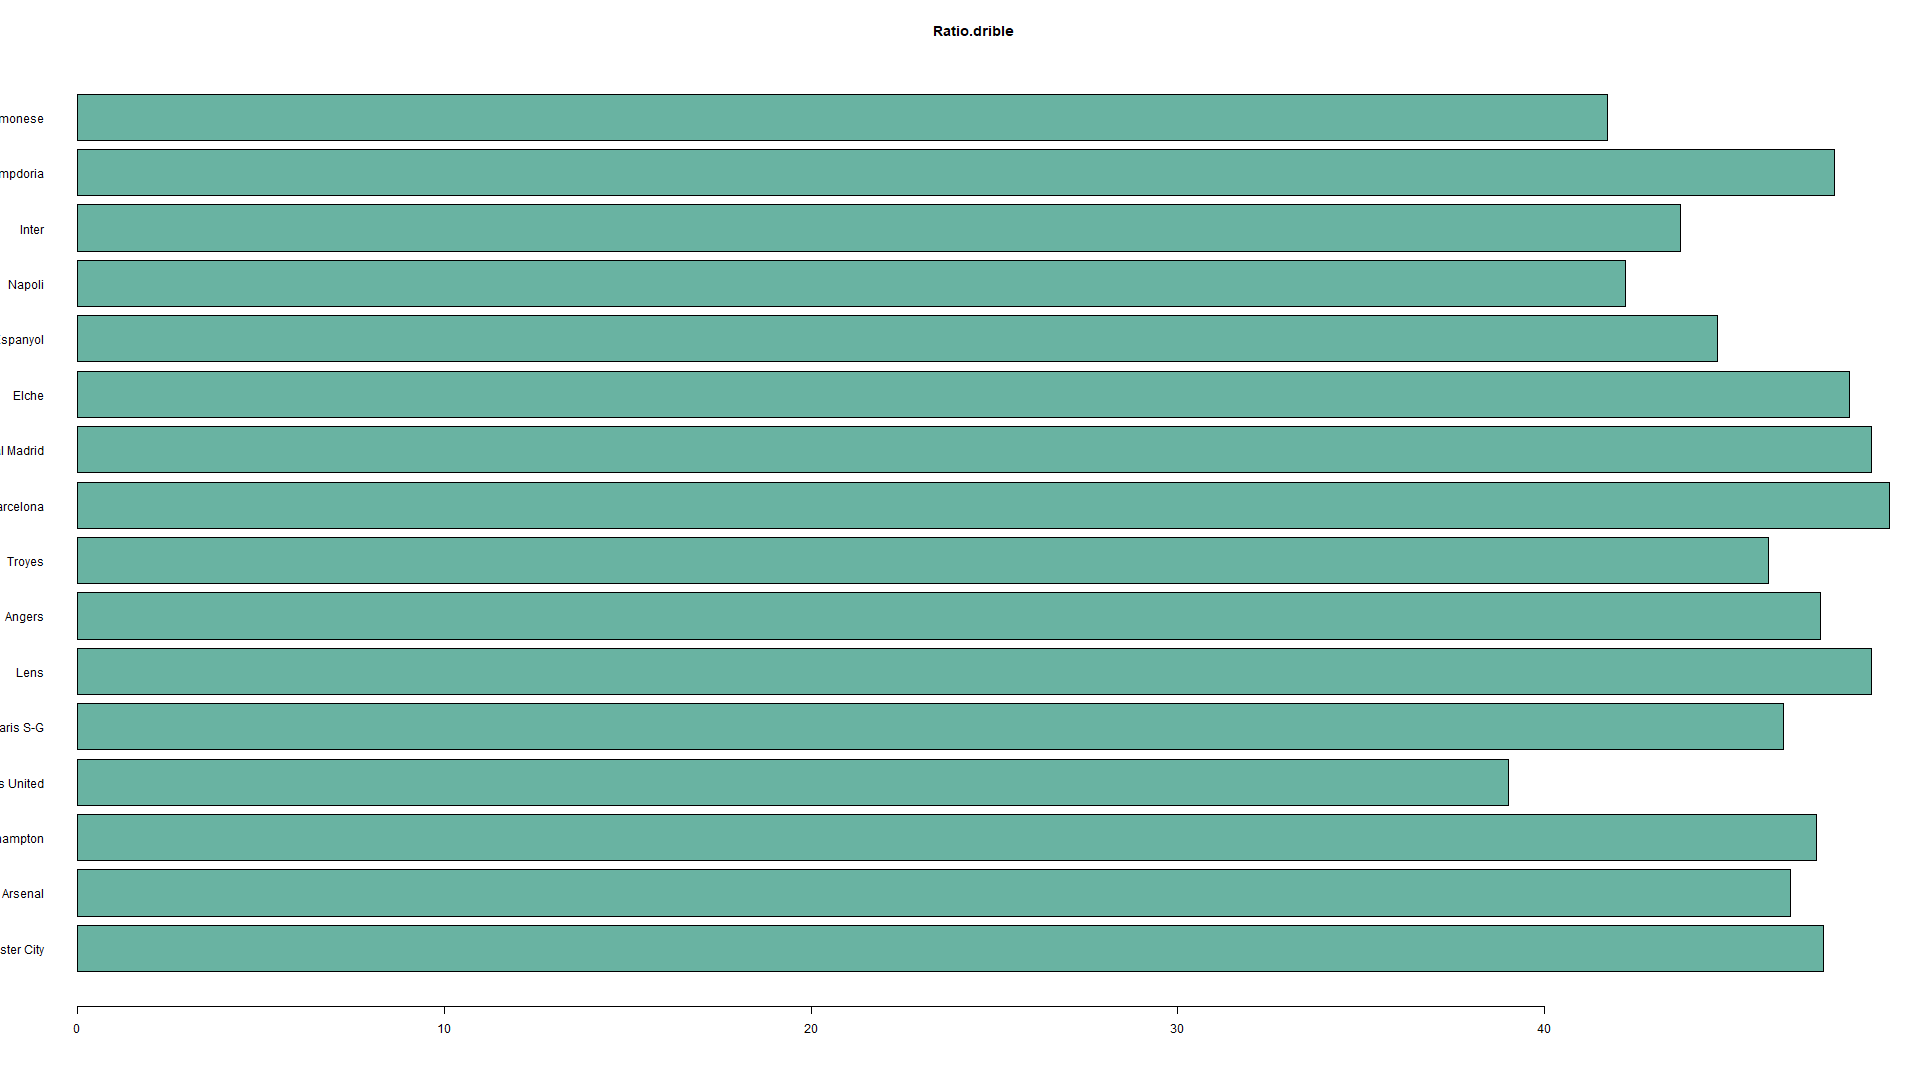 Ratio.drible
monese
mpdoria
Inter
Napoli
spanyol
Elche
l Madrid
arcelona
Troyes
Angers
Lens
aris S-G
s United
ampton
Arsenal
ster City
0 10 20 30 40